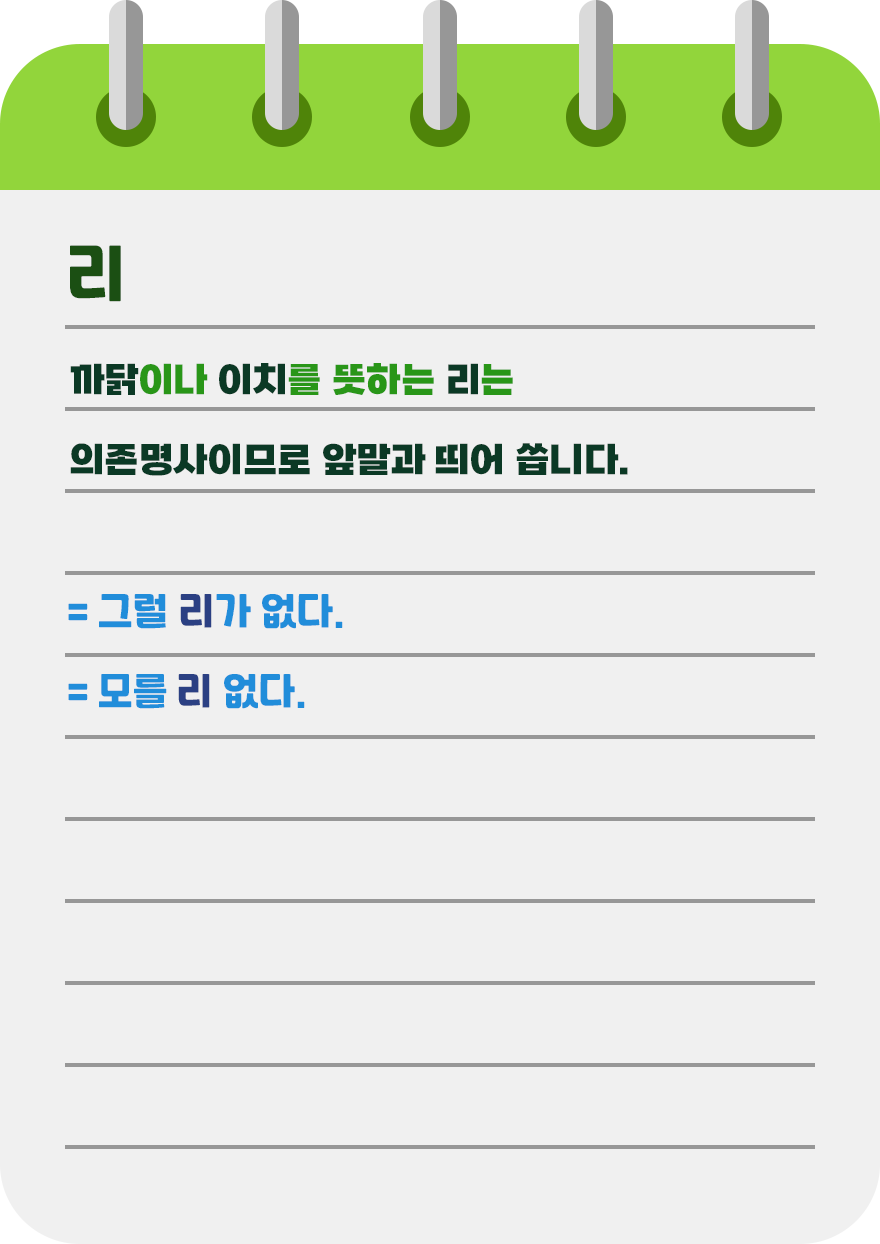 리
까닭이나 이치를 뜻하는 리는
의존명사이므로 앞말과 띄어 씁니다.
= 그럴 리가 없다.
= 모를 리 없다.